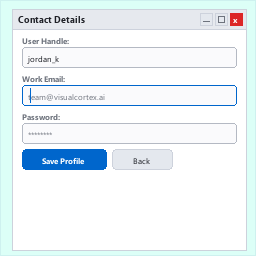 Contact Details
User Handle:
jordan_k
Work Email:
team@visualcortex.ai
Password:
********
Save Profile
Back